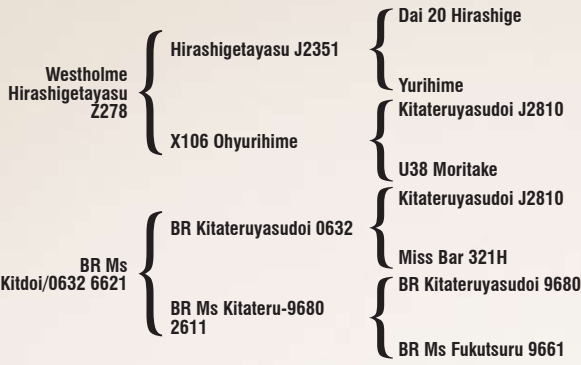 Westholme
Hirashigetayasu
Z278
Hirashigetayasu J2351
Dai 20 Hirashige
Yurihime
X106 Ohyurihime
Kitateruyasudoi J2810
U38 Moritake
BR Ms
Kitdoi/0632 6621
BR Kitateruyasudoi 0632
Kitateruyasudoi J2810
Miss Bar 321H
BR Ms Kitateru-9680
2611
BR Kitateruyasudoi 9680
BR Ms Fukutsuru 9661